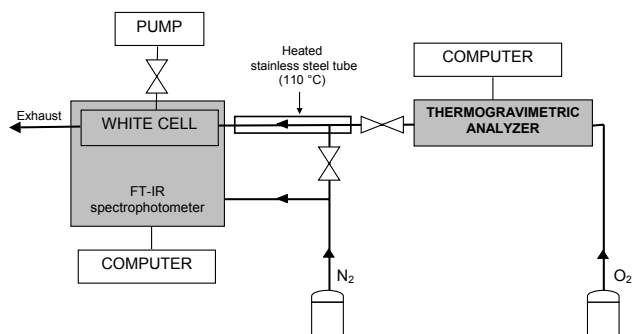 PUMP
Heated
stainless steel tube
(110 °C)
COMPUTER
Exhaust
WHITE CELL
THERMOGRAVIMETRIC
ANALYZER
FT-IR
spectrophotometer
COMPUTER
N₂
O₂